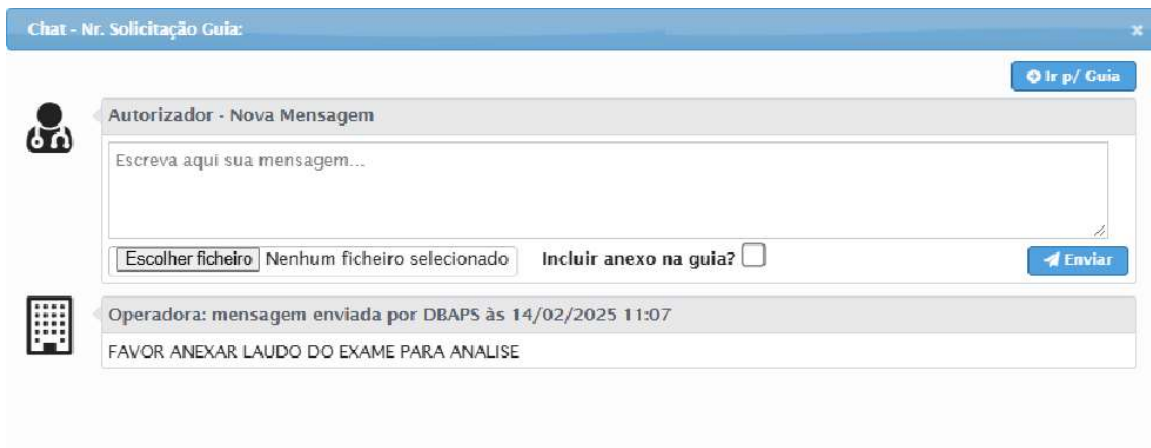 Chat - Nr. Solicitação Guia:
Ir p/ Guia
Autorizador - Nova Mensagem
Escreva aqui sua mensagem...
Escolher ficheiro Nenhum ficheiro selecionado Incluir anexo na guia? Enviar
Operadora: mensagem enviada por DBAPS às 14/02/2025 11:07
FAVOR ANEXAR LAUDO DO EXAME PARA ANALISE